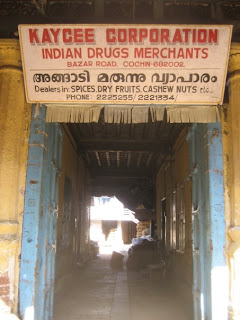 KAYCEE CORPORATION
INDIAN DRUGS MERCHANTS
BAZAR ROAD, COCHIN-682002.
അങ്ങാടി മരുന്നു വ്യാപാരം
Dealers in: SPICES, DRY FRUITS, CASHEW NUTS etc.,
PHONE: 2225255/ 2221334/